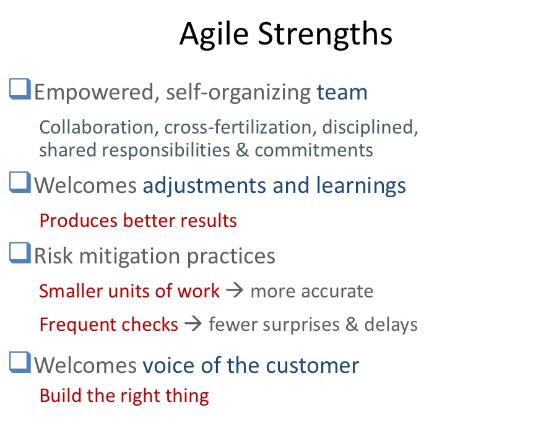 Agile Strengths
Empowered, self-organizing team
Collaboration, cross-fertilization, disciplined,
shared responsibilities & commitments
Welcomes adjustments and learnings
Produces better results
Risk mitigation practices
Smaller units of work → more accurate
Frequent checks → fewer surprises & delays
Welcomes voice of the customer
Build the right thing